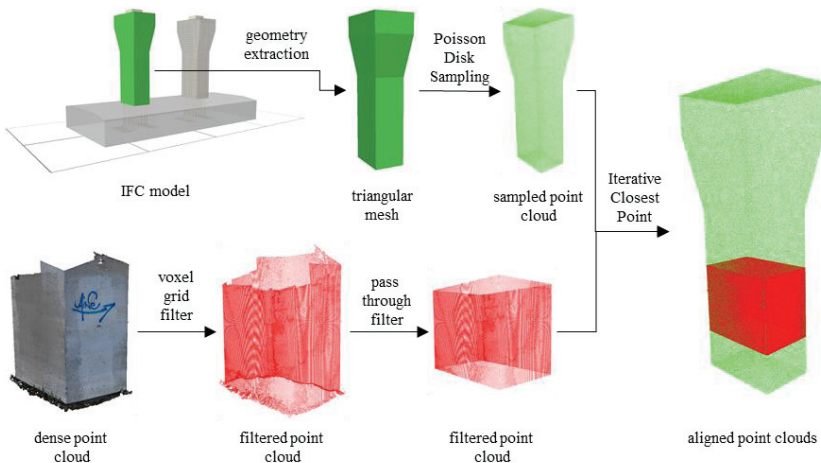 geometry
extraction
Poisson
Disk
Sampling
IFC model
triangular
mesh
sampled point
cloud
Iterative
Closest
Point
voxel
grid
filter
pass
through
filter
dense point
cloud
filtered point
cloud
filtered point
cloud
aligned point clouds